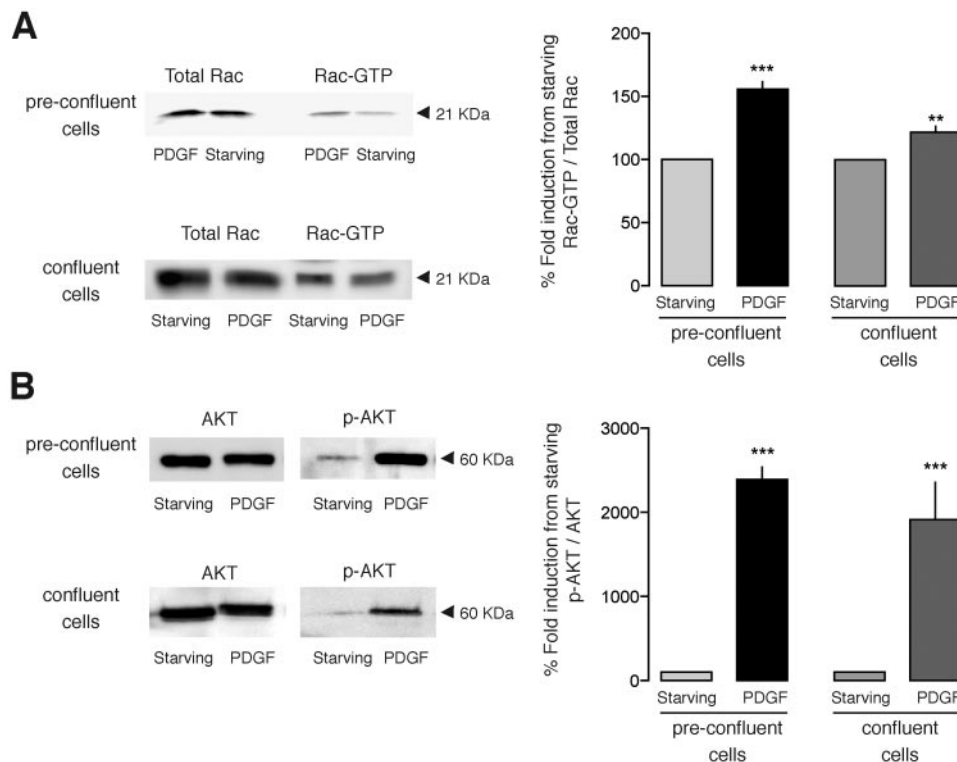 A
Total Rac Rac-GTP
pre-confluent
cells
◄ 21 KDa
PDGF Starving PDGF Starving
Total Rac Rac-GTP
confluent
cells
◄ 21 KDa
Starving PDGF Starving PDGF
% Fold induction from starving
Rac-GTP / Total Rac
200
150
100
50
0
***
**
Starving PDGF Starving PDGF
pre-confluent
cells
confluent
cells
B
AKT p-AKT
pre-confluent
cells
◄ 60 KDa
Starving PDGF Starving PDGF
AKT p-AKT
confluent
cells
◄ 60 KDa
Starving PDGF Starving PDGF
% Fold induction from starving
p-AKT / AKT
3000
2000
1000
0
***
***
Starving PDGF Starving PDGF
pre-confluent
cells
confluent
cells